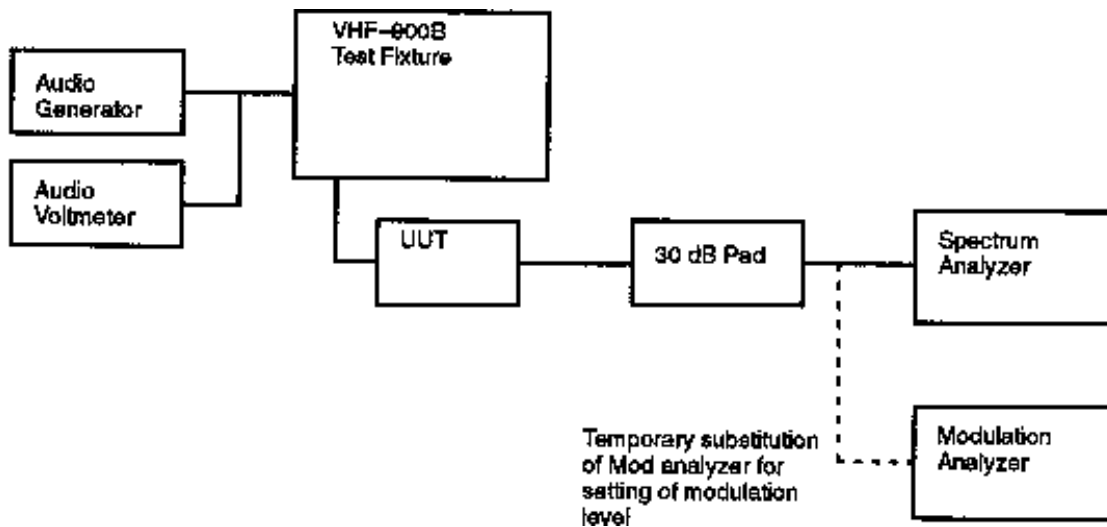 VHF-900B
Test Fixture
Audio
Generator
Audio
Voltmeter
UUT
30 dB Pad
Spectrum
Analyzer
Temporary substitution
of Mod analyzer for
setting of modulation
level
Modulation
Analyzer